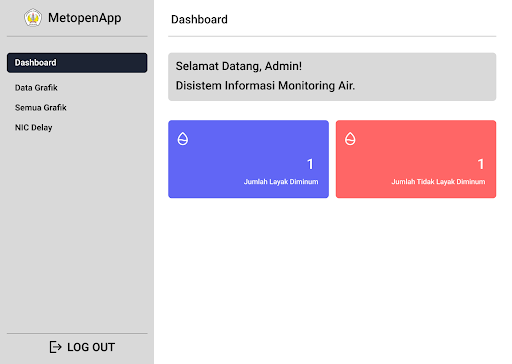 MetopenApp
Dashboard
Data Grafik
Semua Grafik
NIC Delay
LOG OUT
Dashboard
Selamat Datang, Admin!
Disistem Informasi Monitoring Air.
1
Jumlah Layak Diminum
1
Jumlah Tidak Layak Diminum